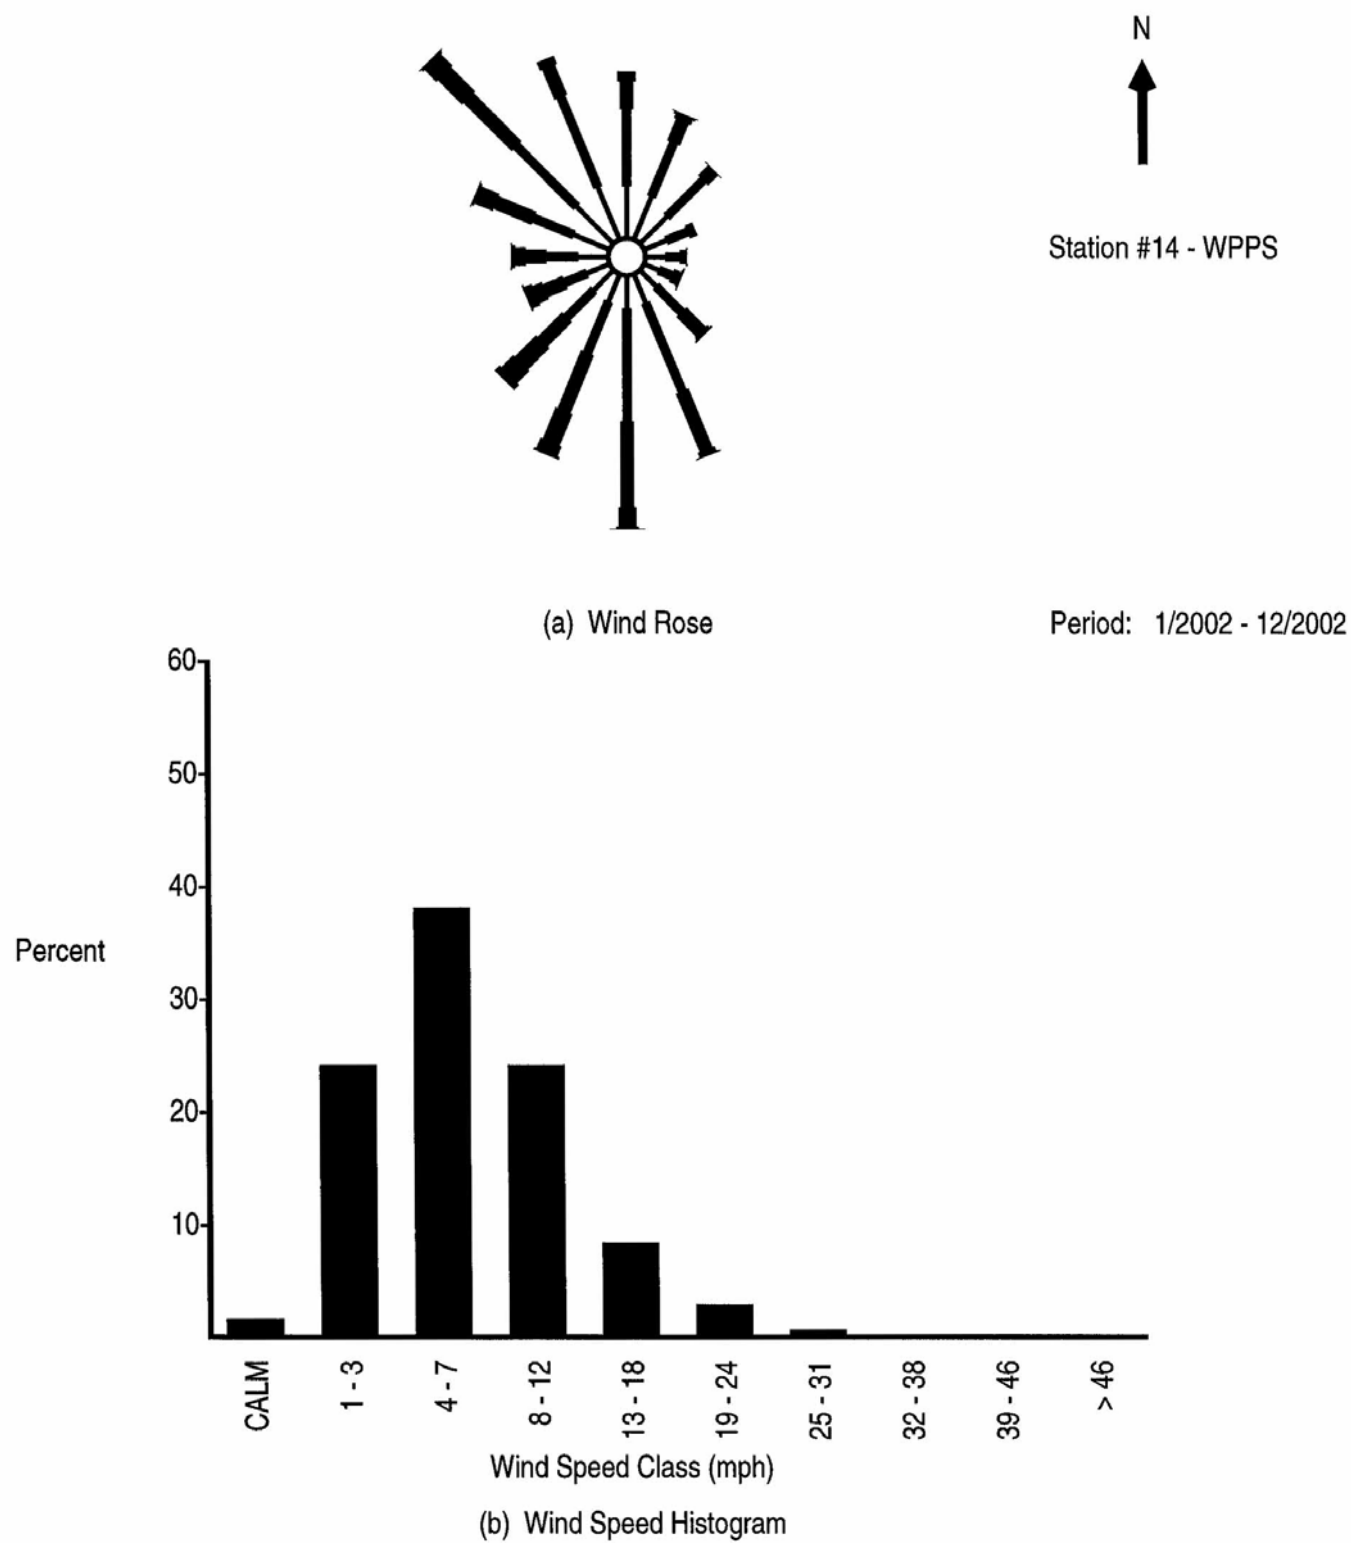 N
Station #14 - WPPS
(a) Wind Rose
Period: 1/2002 - 12/2002
60
50
40
Percent
30
20
10
CALM
1 - 3
4 - 7
8 - 12
13 - 18
19 - 24
25 - 31
32 - 38
39 - 46
> 46
Wind Speed Class (mph)
(b) Wind Speed Histogram